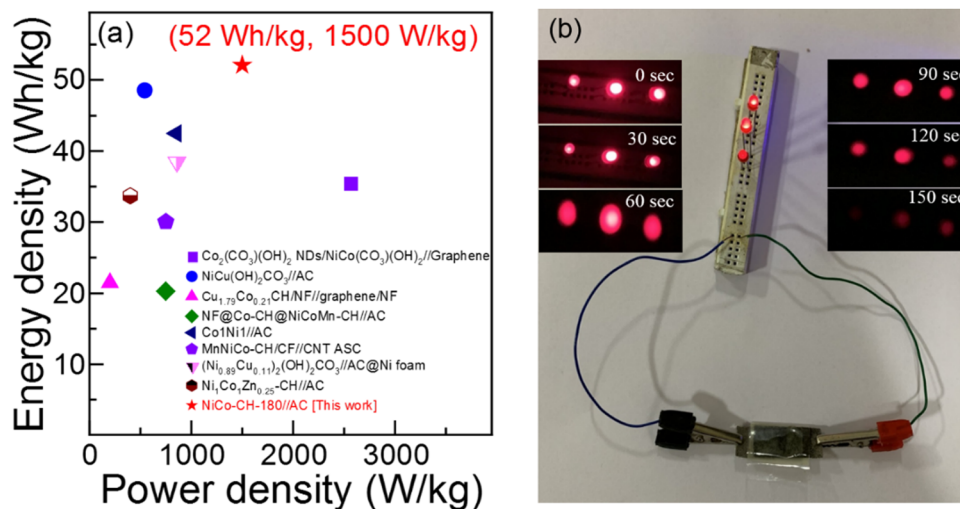 (a)
(52 Wh/kg, 1500 W/kg)
Energy density (Wh/kg)
50
40
30
20
10
Co₂(CO₃)(OH)₂ NDs/NiCo(CO₃)(OH)₂//Graphene
NiCu(OH)₂CO₃//AC
Cu₁.₇₉Co₀.₂₁CH/NF//graphene/NF
NF@Co-CH@NiCoMn-CH//AC
Co1Ni1//AC
MnNiCo-CH/CF//CNT ASC
(Ni₀.₈₉Cu₀.₁₁)₂(OH)₂CO₃//AC@Ni foam
Ni₁Co₁Zn₀.₂₅-CH//AC
NiCo-CH-180//AC [This work]
0 1000 2000 3000
Power density (W/kg)
(b)
0 sec
30 sec
60 sec
90 sec
120 sec
150 sec